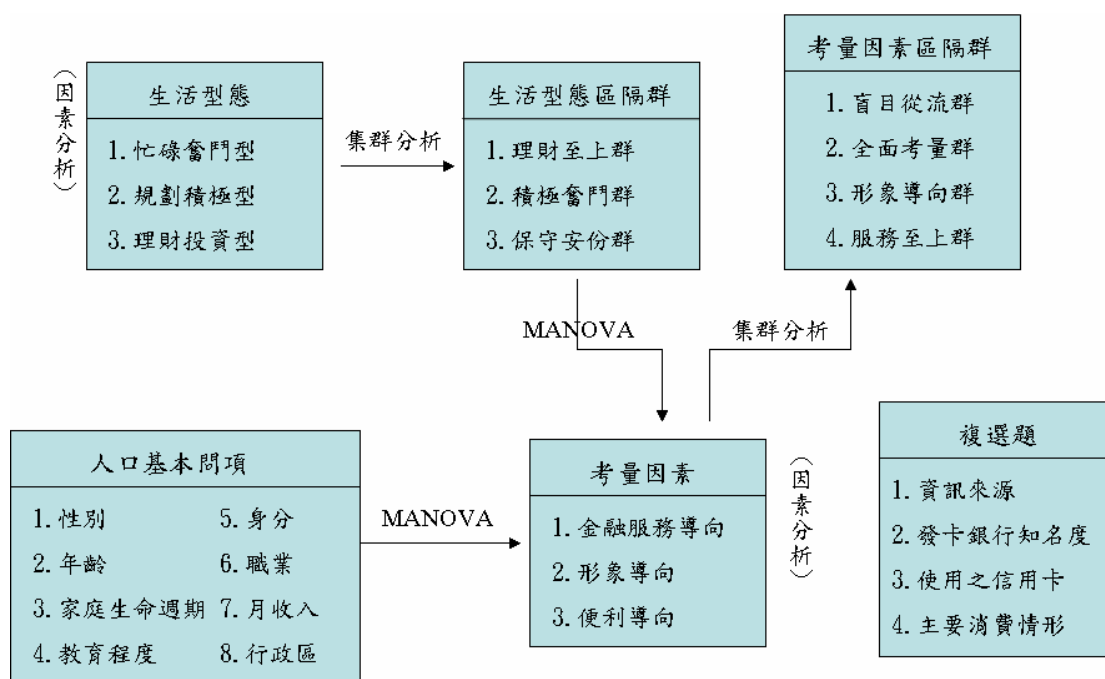 (因素分析)
生活型態
1.忙碌奮鬥型
2.規劃積極型
3.理財投資型
集群分析
生活型態區隔群
1.理財至上群
2.積極奮鬥群
3.保守安份群
考量因素區隔群
1.盲目從流群
2.全面考量群
3.形象導向群
4.服務至上群
MANOVA
集群分析
人口基本問項
1.性別 5.身分
2.年齡 6.職業
3.家庭生命週期 7.月收入
4.教育程度 8.行政區
MANOVA
考量因素
1.金融服務導向
2.形象導向
3.便利導向
(因素分析)
複選題
1.資訊來源
2.發卡銀行知名度
3.使用之信用卡
4.主要消費情形